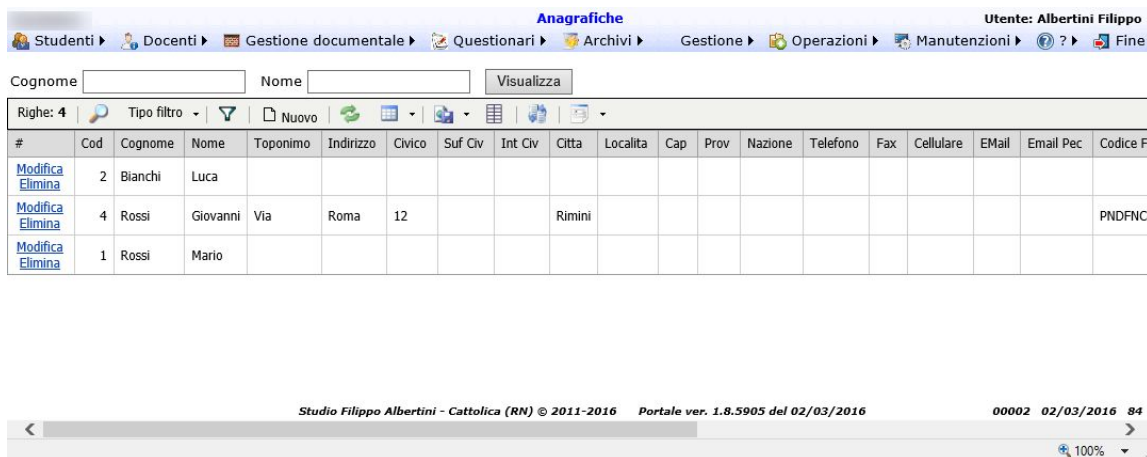 Anagrafiche Utente: Albertini Filippo
Studenti Docenti Gestione documentale Questionari Archivi Gestione Operazioni Manutenzioni ? Fine
Cognome Nome Visualizza
Righe: 4 Tipo filtro Nuovo
# Cod Cognome Nome Toponimo Indirizzo Civico Suf Civ Int Civ Citta Localita Cap Prov Nazione Telefono Fax Cellulare EMail Email Pec Codice F
Modifica
Elimina 2 Bianchi Luca
Modifica
Elimina 4 Rossi Giovanni Via Roma 12 Rimini PNDFNC
Modifica
Elimina 1 Rossi Mario
Studio Filippo Albertini - Cattolica (RN) © 2011-2016 Portale ver. 1.8.5905 del 02/03/2016 00002 02/03/2016 84
100%